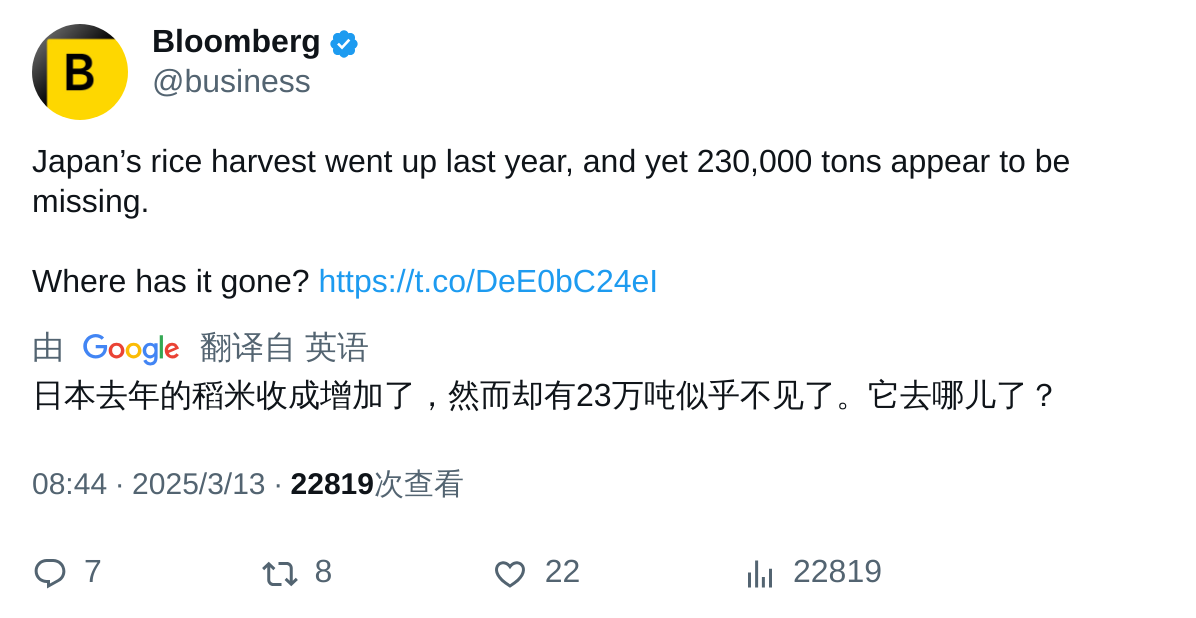 B
Bloomberg
@business
Japan’s rice harvest went up last year, and yet 230,000 tons appear to be
missing.
Where has it gone? https://t.co/DeE0bC24eI
由 Google 翻译自 英语
日本去年的稻米收成增加了，然而却有23万吨似乎不见了。它去哪儿了？
08:44 · 2025/3/13 · 22819次查看
7 8 22 22819